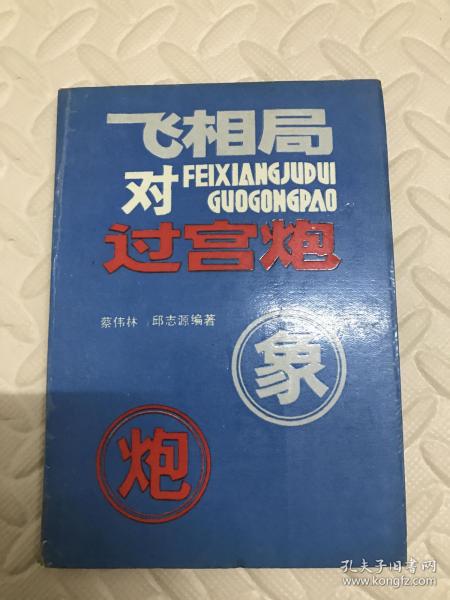 飞相局
对 FEIXIANGJUDUI
GUOGONGPAO
过宫炮
蔡伟林 邱志源编著
象
炮
孔夫子旧书网
www.kongfz.com